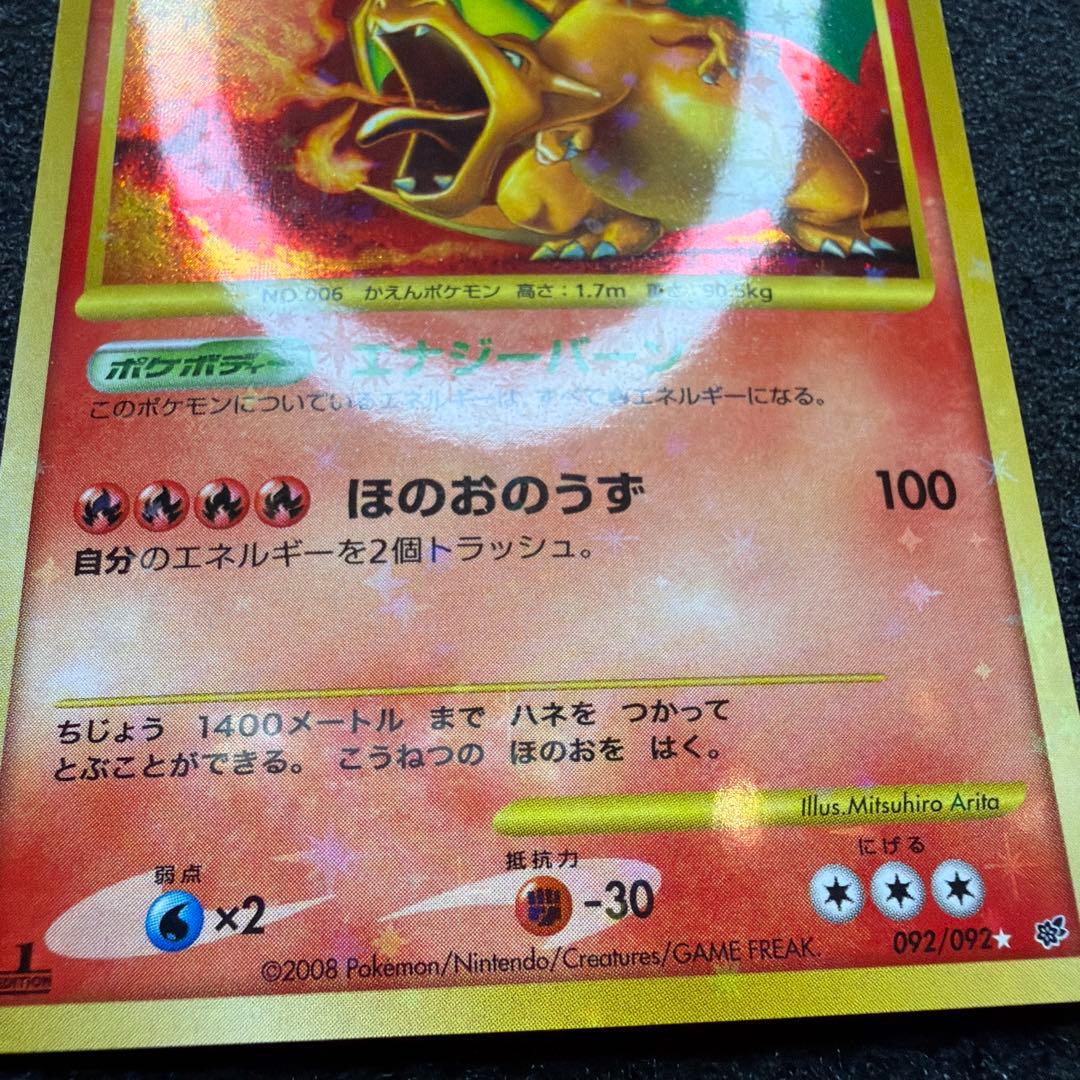 NO.006 かえんポケモン 高さ：1.7m 重さ：90.5kg
ポケボディー エナジーバーン
このポケモンについているエネルギーは、すべて エネルギーになる。
ほのおのうず 100
自分のエネルギーを2個トラッシュ。
ちじょう 1400メートル まで ハネを つかって
とぶことができる。 こうねつの ほのおを はく。
Illus.Mitsuhiro Arita
弱点 抵抗力 にげる
×2 -30
092/092★
1
EDITION
©2008 Pokemon/Nintendo/Creatures/GAME FREAK.